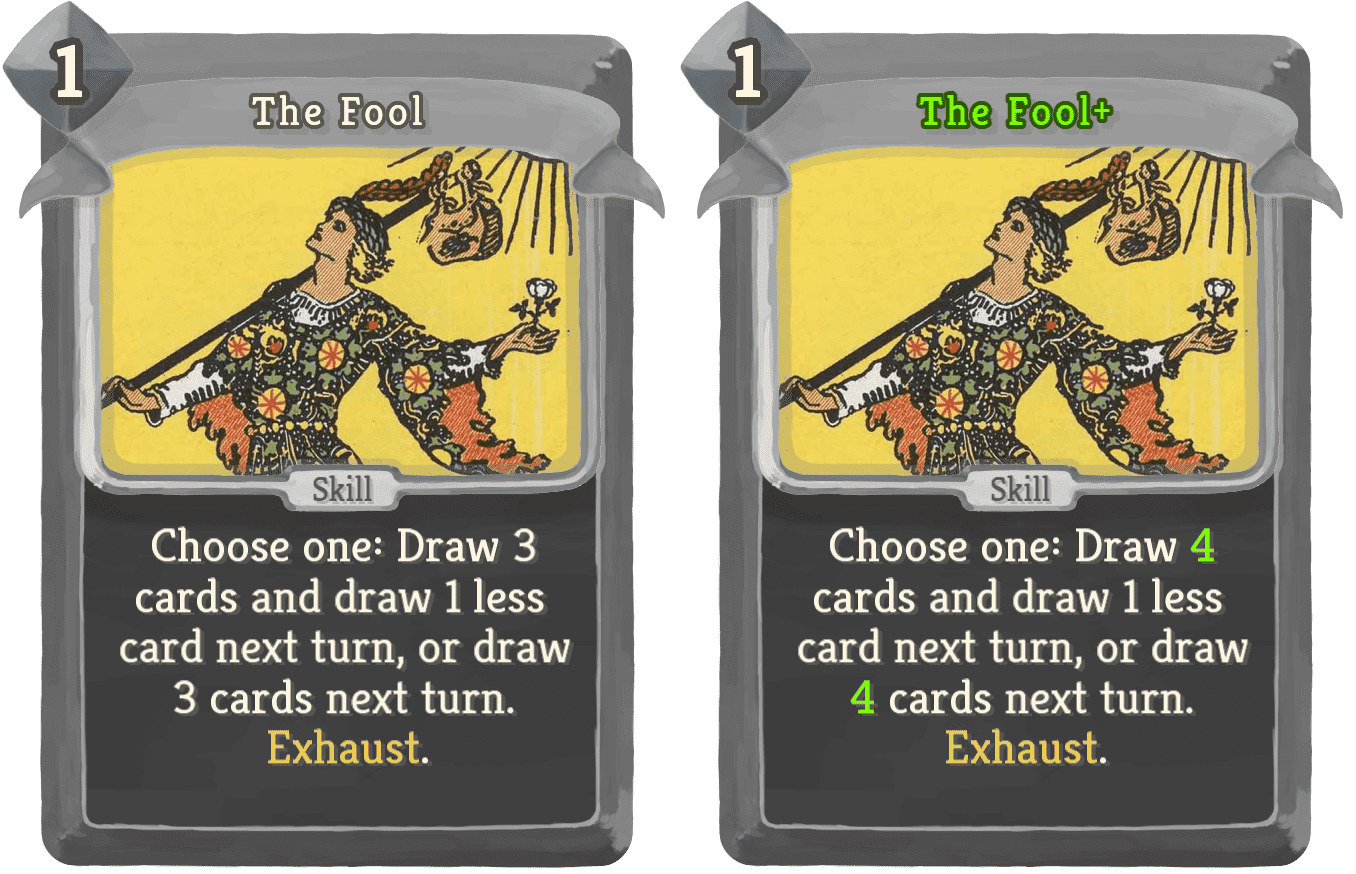 1
The Fool
Skill
Choose one: Draw 3
cards and draw 1 less
card next turn, or draw
3 cards next turn.
Exhaust.
1
The Fool+
Skill
Choose one: Draw 4
cards and draw 1 less
card next turn, or draw
4 cards next turn.
Exhaust.